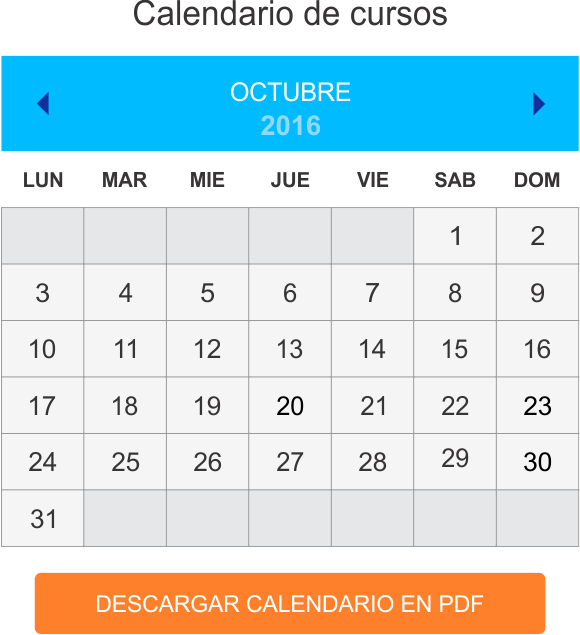 Calendario de cursos
OCTUBRE
2016
LUN MAR MIE JUE VIE SAB DOM
1 2
3 4 5 6 7 8 9
10 11 12 13 14 15 16
17 18 19 20 21 22 23
24 25 26 27 28 29 30
31
DESCARGAR CALENDARIO EN PDF